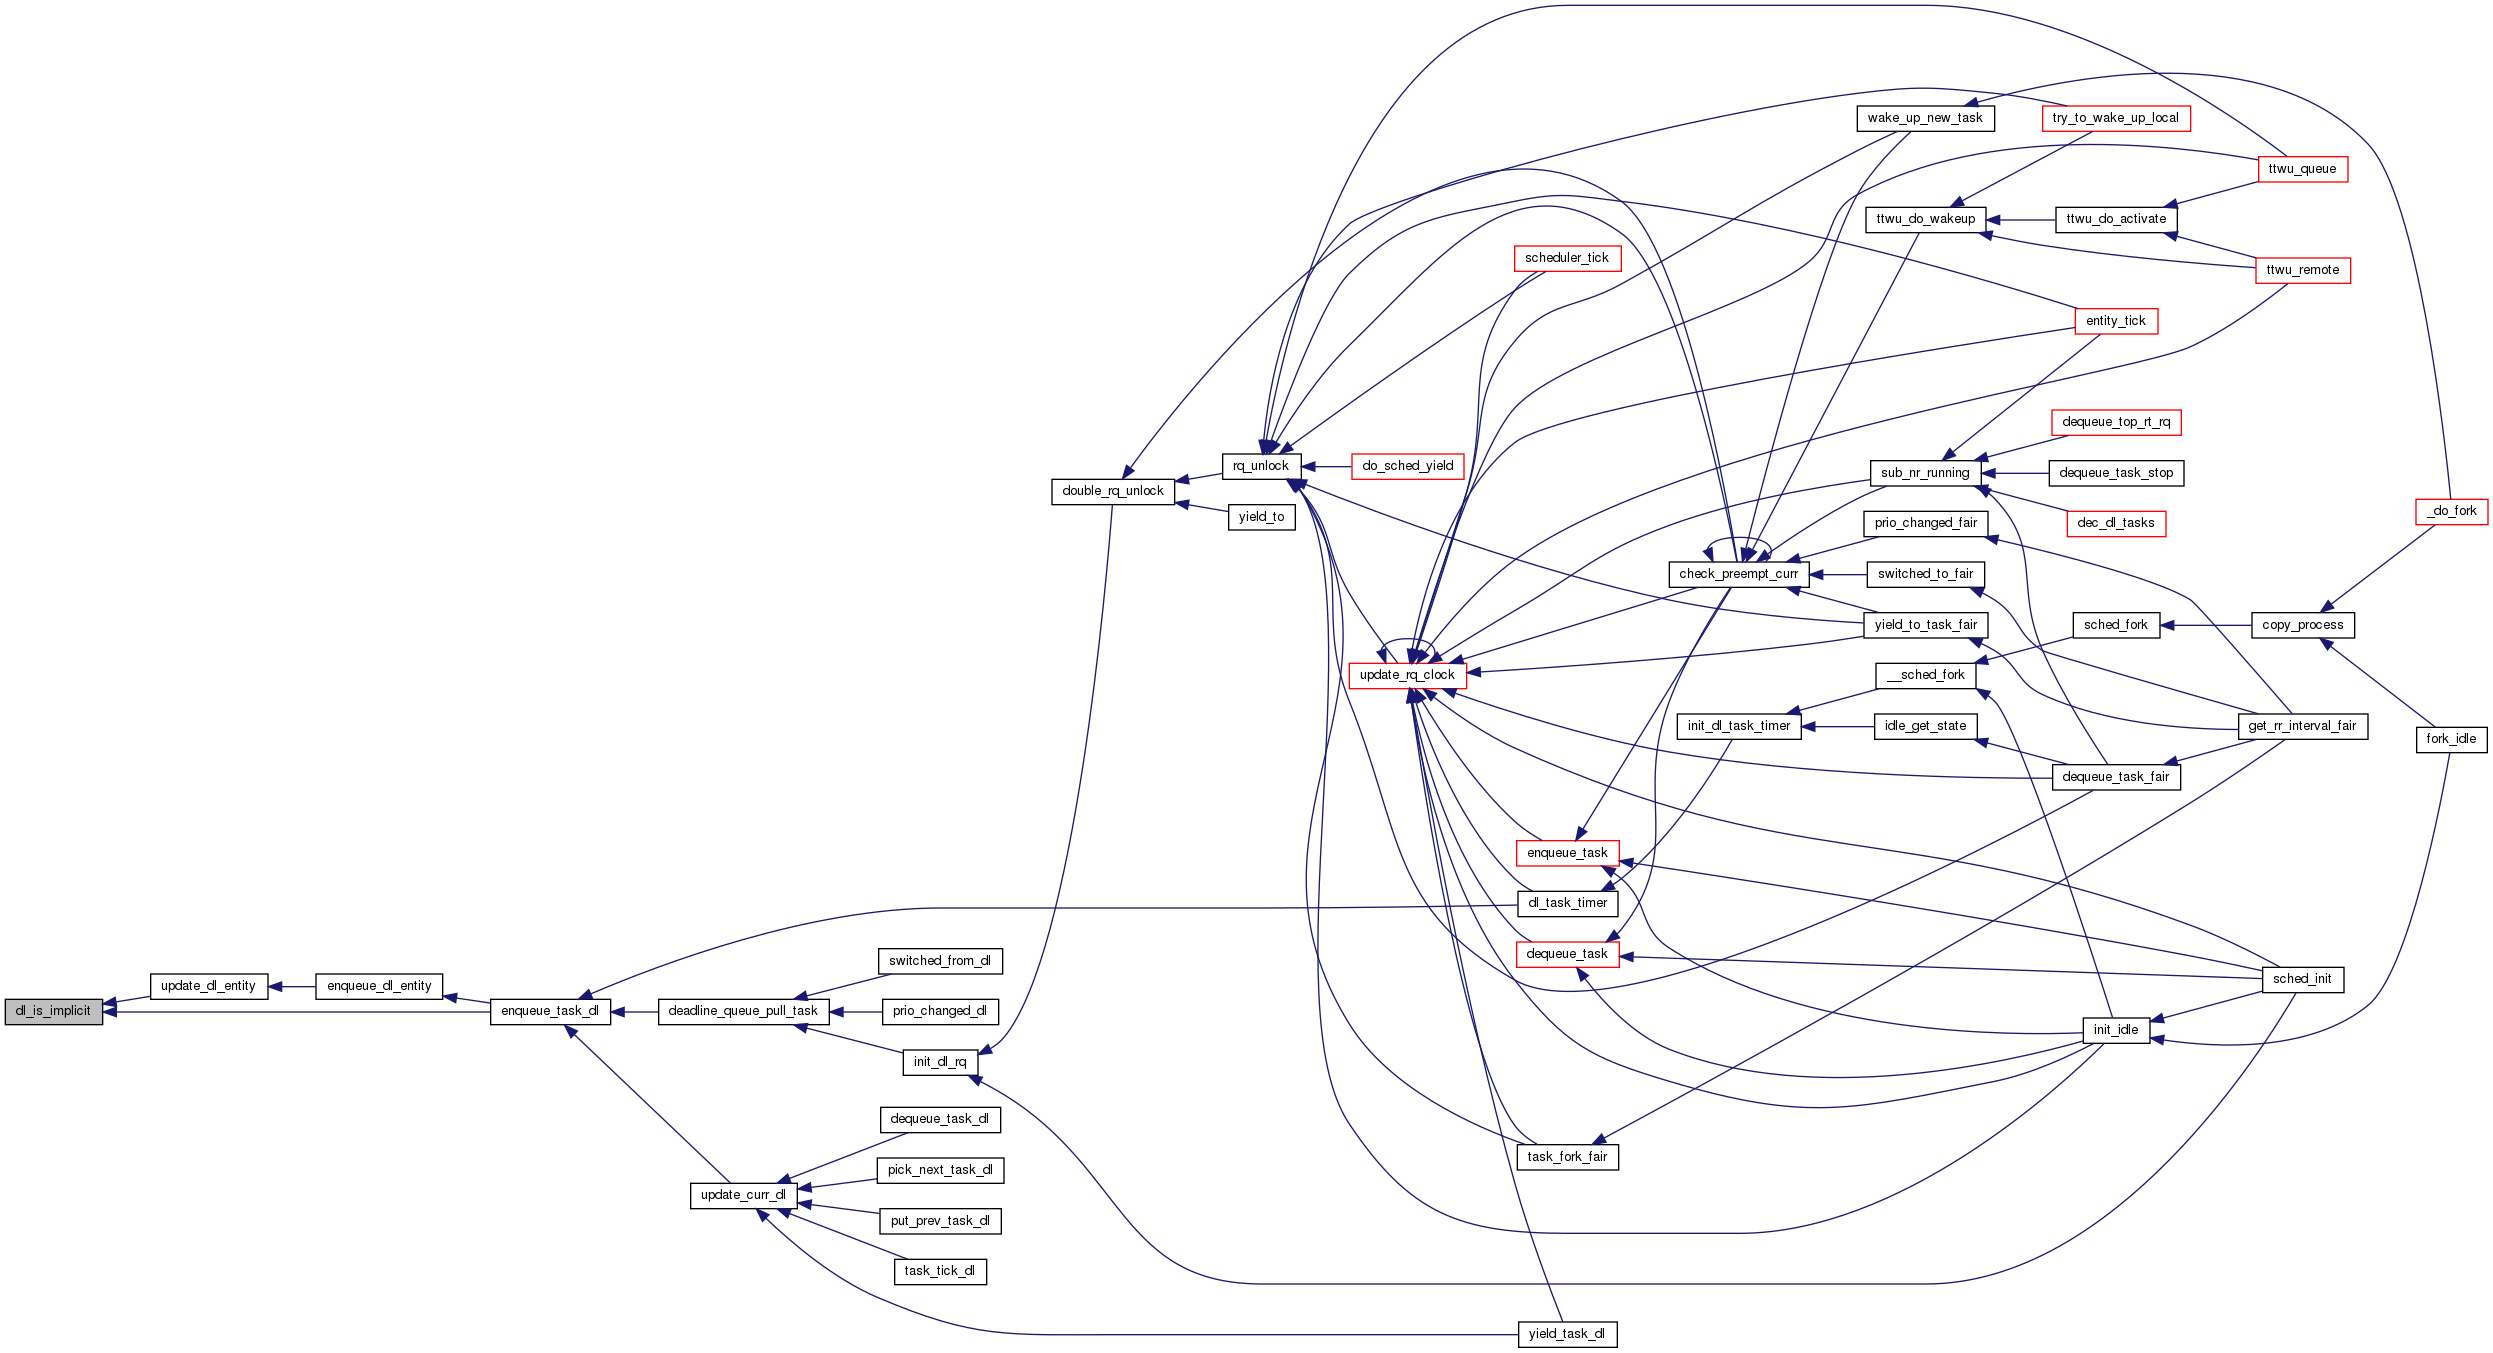 wake_up_new_task
try_to_wake_up_local
ttwu_queue
ttwu_do_wakeup
ttwu_do_activate
scheduler_tick
ttwu_remote
entity_tick
dequeue_top_rt_rq
rq_unlock
do_sched_yield
sub_nr_running
dequeue_task_stop
double_rq_unlock
yield_to
_do_fork
prio_changed_fair
dec_dl_tasks
check_preempt_curr
switched_to_fair
yield_to_task_fair
sched_fork
copy_process
update_rq_clock
__sched_fork
init_dl_task_timer
idle_get_state
get_rr_interval_fair
fork_idle
dequeue_task_fair
enqueue_task
dl_task_timer
switched_from_dl
dequeue_task
sched_init
update_dl_entity
enqueue_dl_entity
dl_is_implicit
enqueue_task_dl
deadline_queue_pull_task
prio_changed_dl
init_idle
init_dl_rq
dequeue_task_dl
task_fork_fair
pick_next_task_dl
update_curr_dl
put_prev_task_dl
task_tick_dl
yield_task_dl